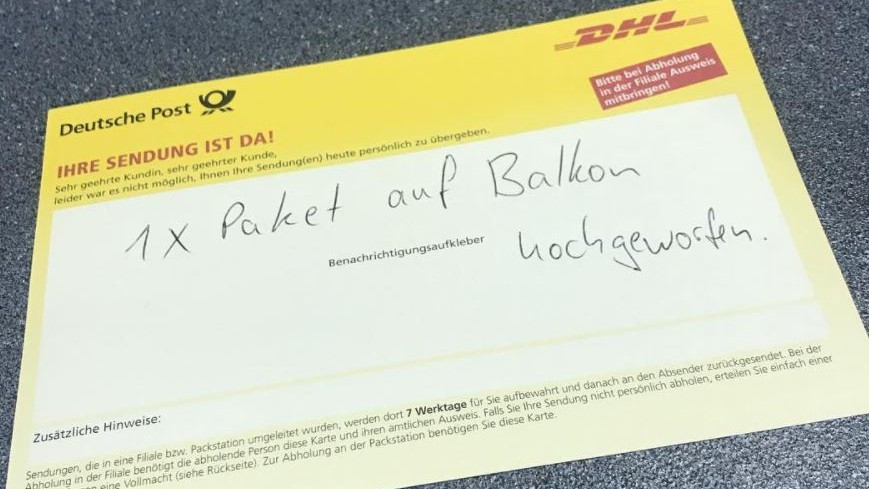 DHL
Bitte bei Abholung
in der Filiale Ausweis
mitbringen!
Deutsche Post
IHRE SENDUNG IST DA!
Sehr geehrte Kundin, sehr geehrter Kunde,
leider war es nicht möglich, Ihnen Ihre Sendung(en) heute persönlich zu übergeben.
1x Paket auf Balkon
hochgeworfen.
Benachrichtigungsaufkleber
Zusätzliche Hinweise:
Sendungen, die in eine Filiale bzw. Packstation umgeleitet wurden, werden dort 7 Werktage für Sie aufbewahrt und danach an den Absender zurückgesendet. Bei der
Abholung in der Filiale benötigt die abholende Person diese Karte und ihren amtlichen Ausweis. Falls Sie Ihre Sendung nicht persönlich abholen, erteilen Sie einfach einer
eine Vollmacht (siehe Rückseite). Zur Abholung an der Packstation benötigen Sie diese Karte.